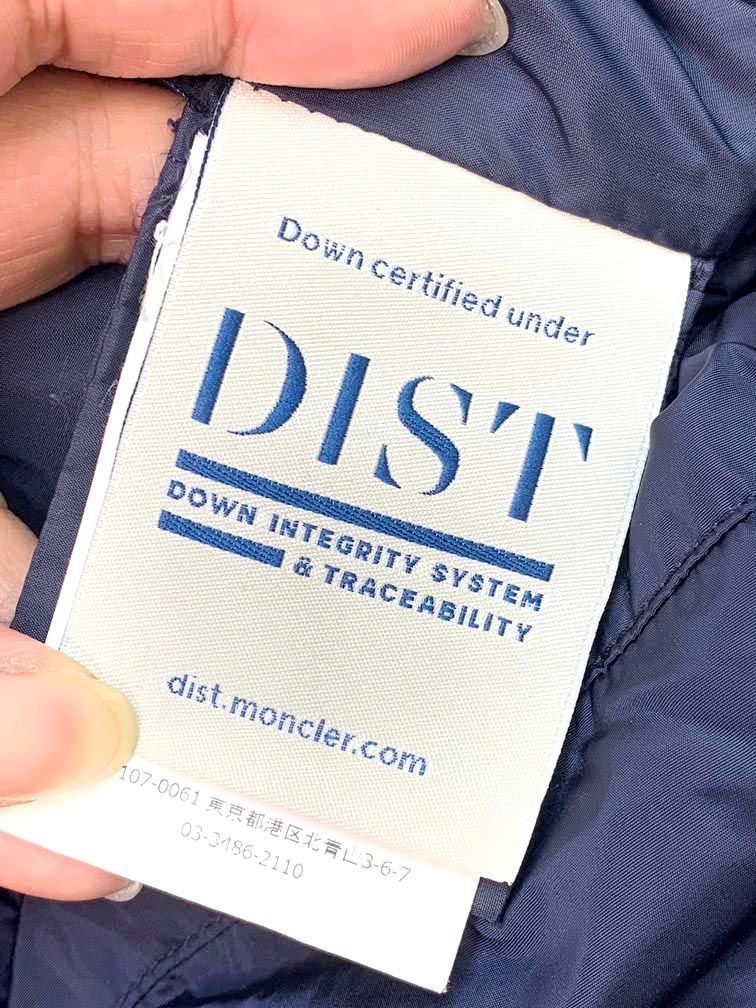 Down certified under
DIST
DOWN INTEGRITY SYSTEM
& TRACEABILITY
dist.moncler.com
107-0061 東京都港区北青山3-6-7
03-3486-2110